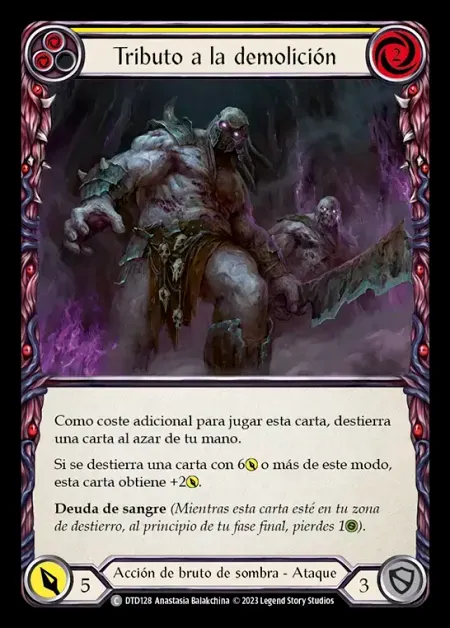 Tributo a la demolición
2
Como coste adicional para jugar esta carta, destierra
una carta al azar de tu mano.
Si se destierra una carta con 6 o más de este modo,
esta carta obtiene +2.
Deuda de sangre (Mientras esta carta esté en tu zona
de destierro, al principio de tu fase final, pierdes 1).
5
Acción de bruto de sombra - Ataque
3
C DTD128 Anastasia Balakchina © 2023 Legend Story Studios